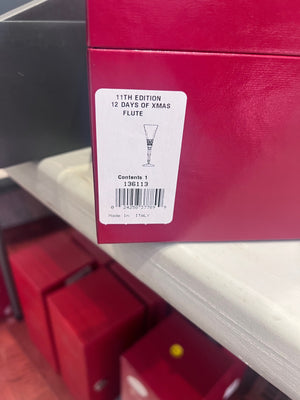 11TH EDITION
12 DAYS OF XMAS
FLUTE
Contents 1
136113
Made in ITALY